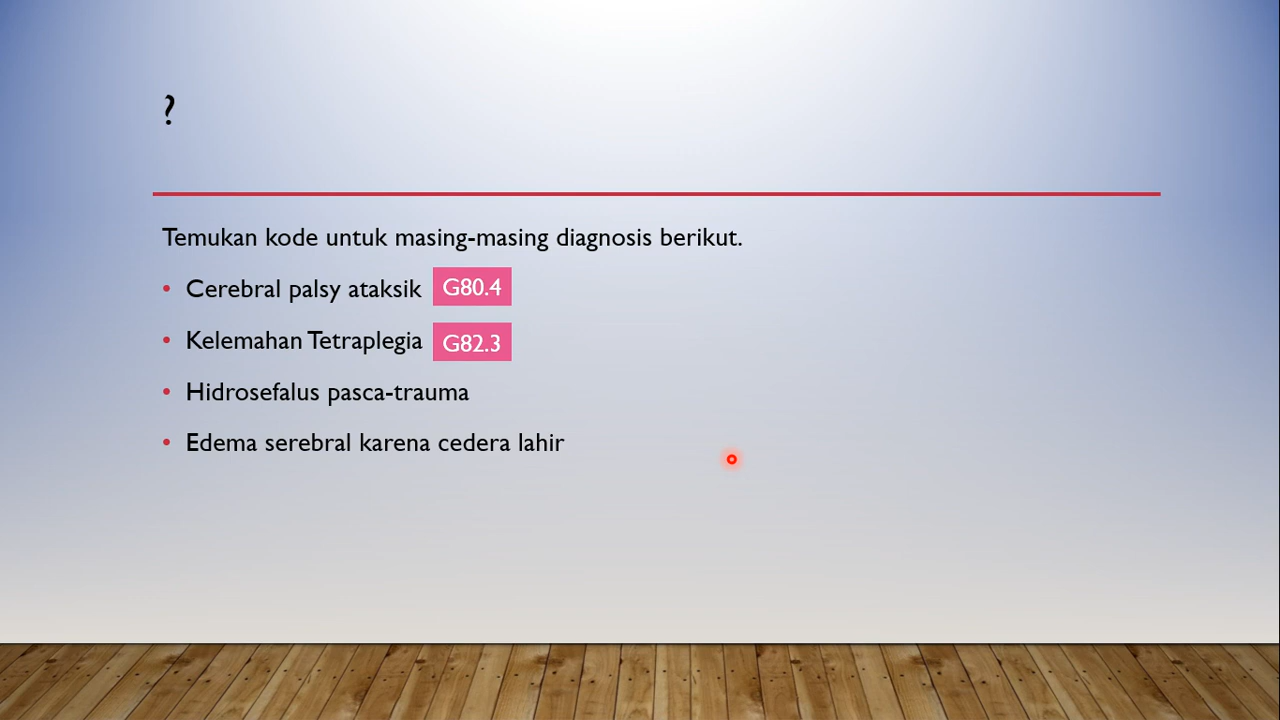 ?
Temukan kode untuk masing-masing diagnosis berikut.
• Cerebral palsy ataksik G80.4
• Kelemahan Tetraplegia G82.3
• Hidrosefalus pasca-trauma
• Edema serebral karena cedera lahir